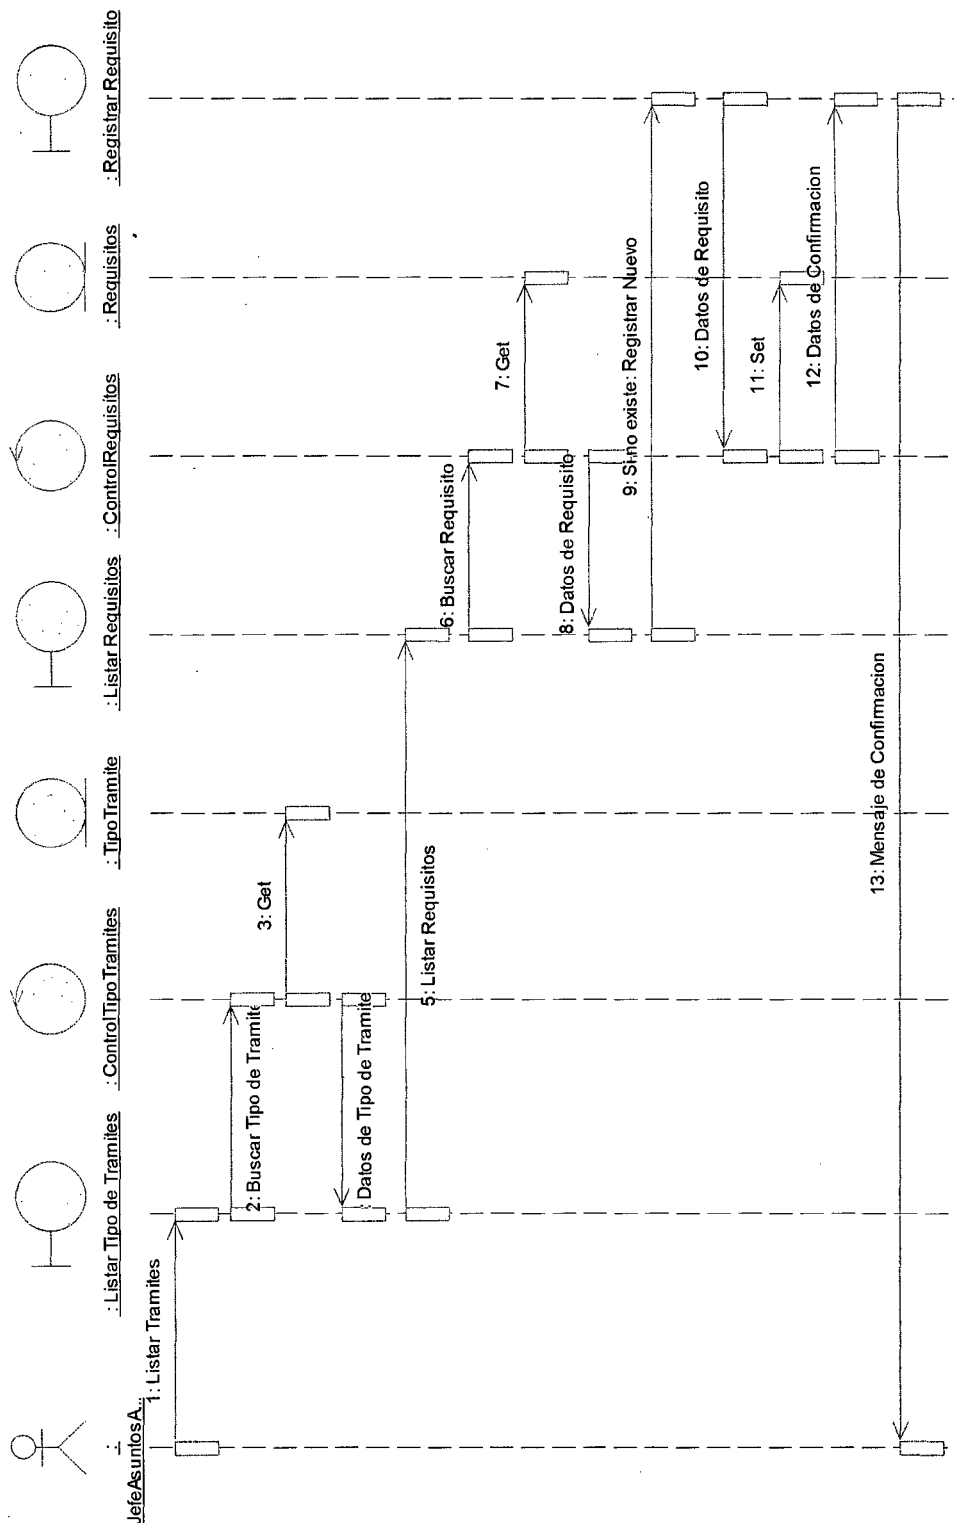 :
JefeAsuntosA...
: Listar Tipo de Tramites
: ControlTipoTramites
: TipoTramite
: Listar Requisitos
: ControlRequisitos
: Requisitos
: Registrar Requisito
1: Listar Tramites
2: Buscar Tipo de Tramite
3: Get
: Datos de Tipo de Tramite
5: Listar Requisitos
6: Buscar Requisito
7: Get
8: Datos de Requisito
9: Si no existe: Registrar Nuevo
10: Datos de Requisito
11: Set
12: Datos de Confirmacion
13: Mensaje de Confirmacion